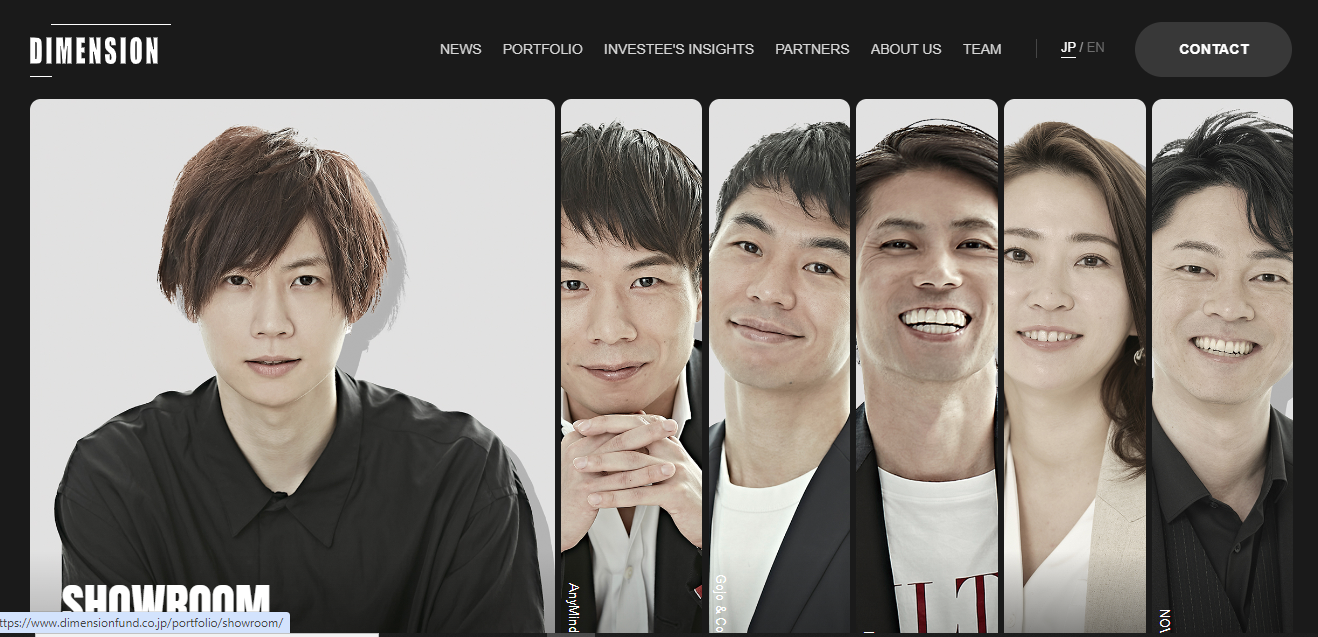 DIMENSION
NEWS PORTFOLIO INVESTEE'S INSIGHTS PARTNERS ABOUT US TEAM JP / EN CONTACT
SHOWROOM
AnyMind
Gojo & Co
NOV
ttps://www.dimensionfund.co.jp/portfolio/showroom/